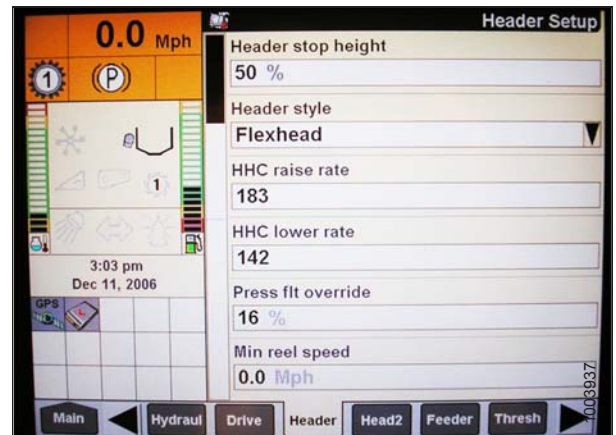 0.0 Mph
1
(P)
1
3:03 pm
Dec 11, 2006
GPS
Header Setup
Header stop height
50 %
Header style
Flexhead
HHC raise rate
183
HHC lower rate
142
Press flt override
16 %
Min reel speed
0.0 Mph
Main
Hydraul
Drive
Header
Head2
Feeder
Thresh
1003937